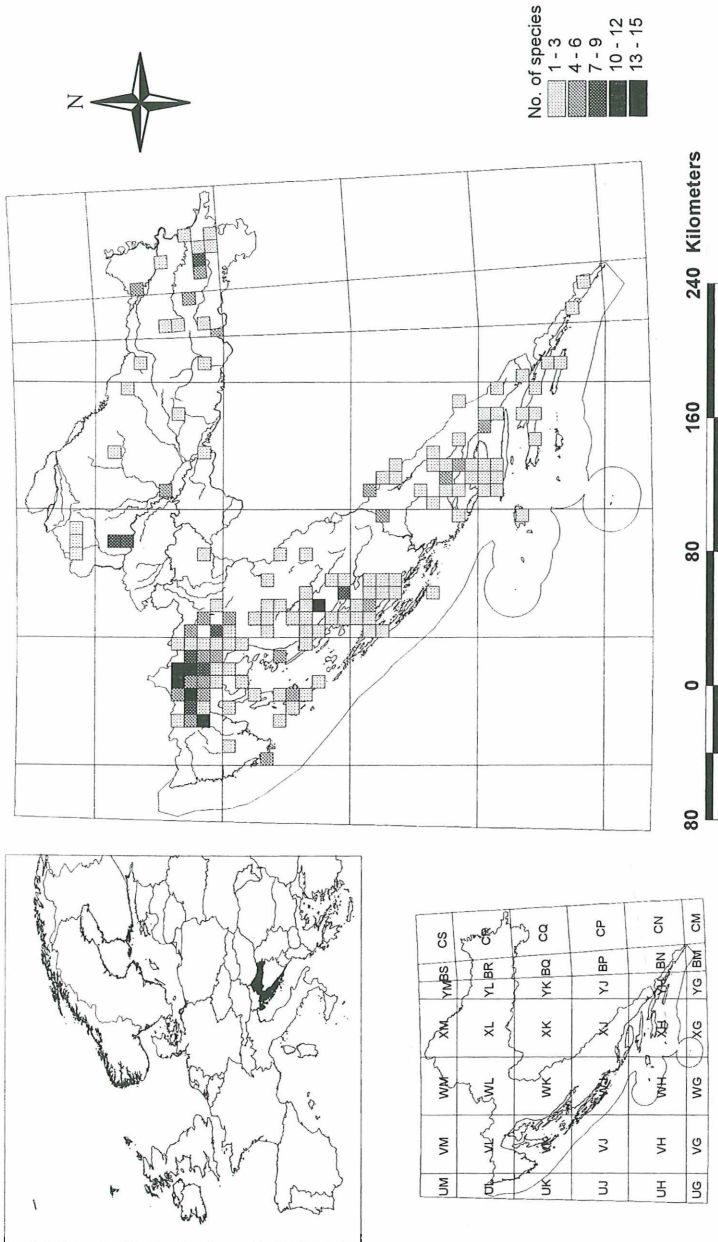 N
No. of species
1 - 3
4 - 6
7 - 9
10 - 12
13 - 15
80 0 80 160 240 Kilometers
UM VM WM XM YM BS CS
UL VL WL XL YL BR CR
UK VK WK XK YK BQ CQ
UJ VJ WJ XJ YJ BP CP
UH VH WH XH YH BN CN
UG VG WG XG YG BM CM